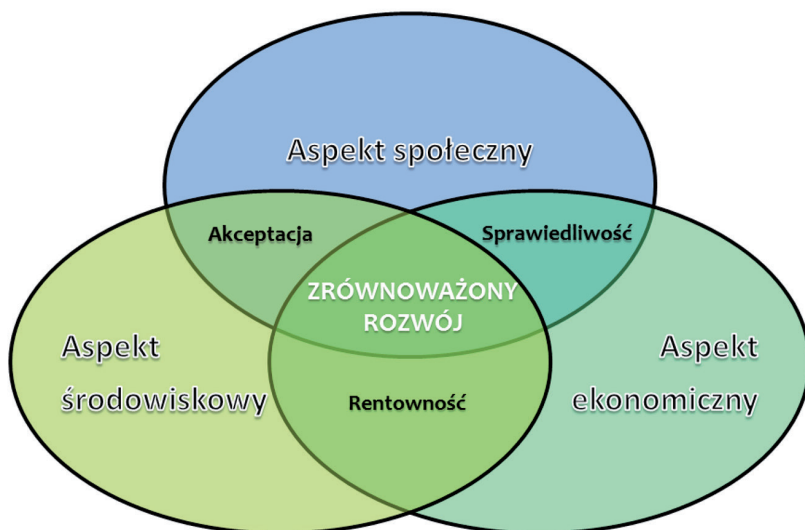 Aspekt społeczny
Akceptacja
Sprawiedliwość
ZRÓWNOWAŻONY
ROZWÓJ
Aspekt
środowiskowy
Rentowność
Aspekt
ekonomiczny